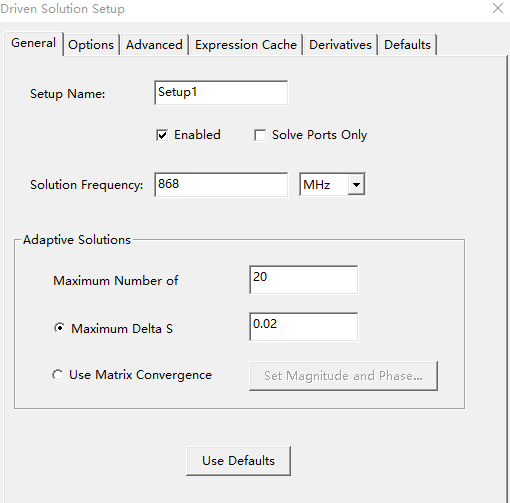 Driven Solution Setup
General Options Advanced Expression Cache Derivatives Defaults
Setup Name: Setup1
Enabled Solve Ports Only
Solution Frequency: 868 MHz
Adaptive Solutions
Maximum Number of 20
Maximum Delta S 0.02
Use Matrix Convergence Set Magnitude and Phase...
Use Defaults